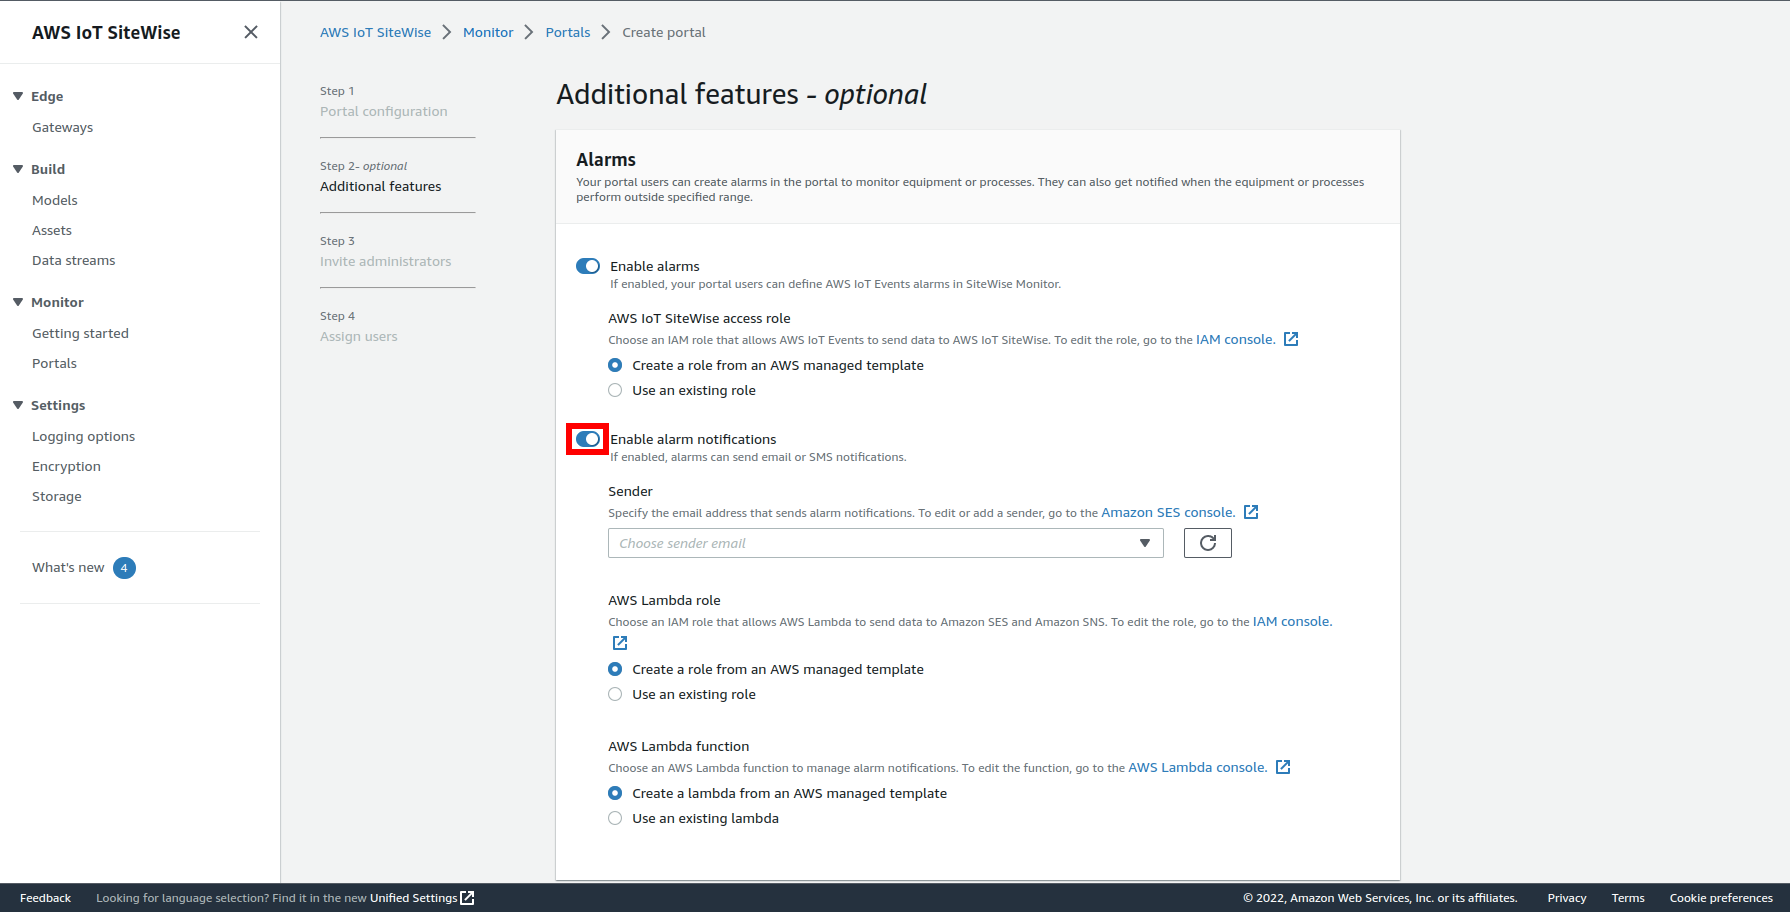 AWS IoT SiteWise
Edge
Gateways
Build
Models
Assets
Data streams
Monitor
Getting started
Portals
Settings
Logging options
Encryption
Storage
What's new 4
AWS IoT SiteWise Monitor Portals Create portal
Step 1
Portal configuration
Step 2- optional
Additional features
Step 3
Invite administrators
Step 4
Assign users
Additional features - optional
Alarms
Your portal users can create alarms in the portal to monitor equipment or processes. They can also get notified when the equipment or processes
perform outside specified range.
Enable alarms
If enabled, your portal users can define AWS IoT Events alarms in SiteWise Monitor.
AWS IoT SiteWise access role
Choose an IAM role that allows AWS IoT Events to send data to AWS IoT SiteWise. To edit the role, go to the IAM console.
Create a role from an AWS managed template
Use an existing role
Enable alarm notifications
If enabled, alarms can send email or SMS notifications.
Sender
Specify the email address that sends alarm notifications. To edit or add a sender, go to the Amazon SES console.
Choose sender email
AWS Lambda role
Choose an IAM role that allows AWS Lambda to send data to Amazon SES and Amazon SNS. To edit the role, go to the IAM console.
Create a role from an AWS managed template
Use an existing role
AWS Lambda function
Choose an AWS Lambda function to manage alarm notifications. To edit the function, go to the AWS Lambda console.
Create a lambda from an AWS managed template
Use an existing lambda
Feedback Looking for language selection? Find it in the new Unified Settings © 2022, Amazon Web Services, Inc. or its affiliates. Privacy Terms Cookie preferences